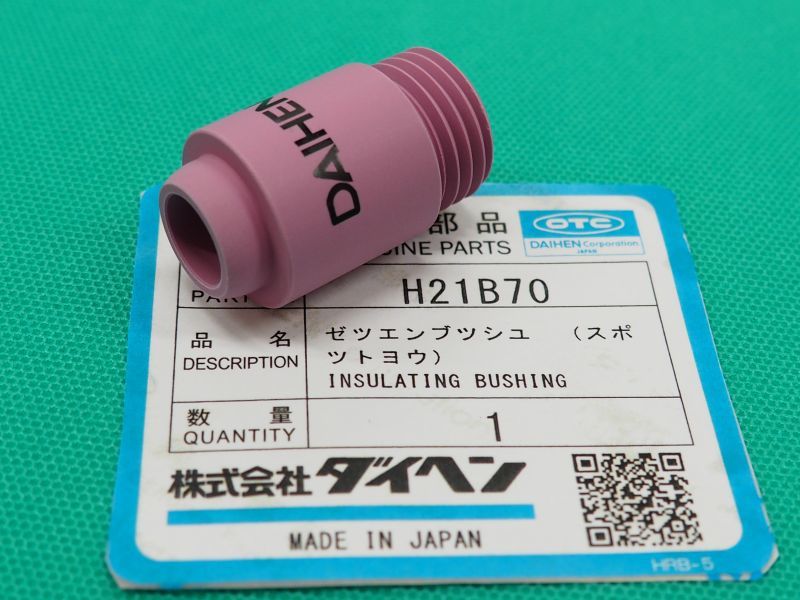 DAIHEN
部品
OTC
DAIHEN Corporation
JAPAN
PARTS
H21B70
品名
DESCRIPTION
ゼツエンブツシユ (スポ
ツトヨウ)
INSULATING BUSHING
数量
QUANTITY
1
株式会社ダイヘン
MADE IN JAPAN
HRB-5